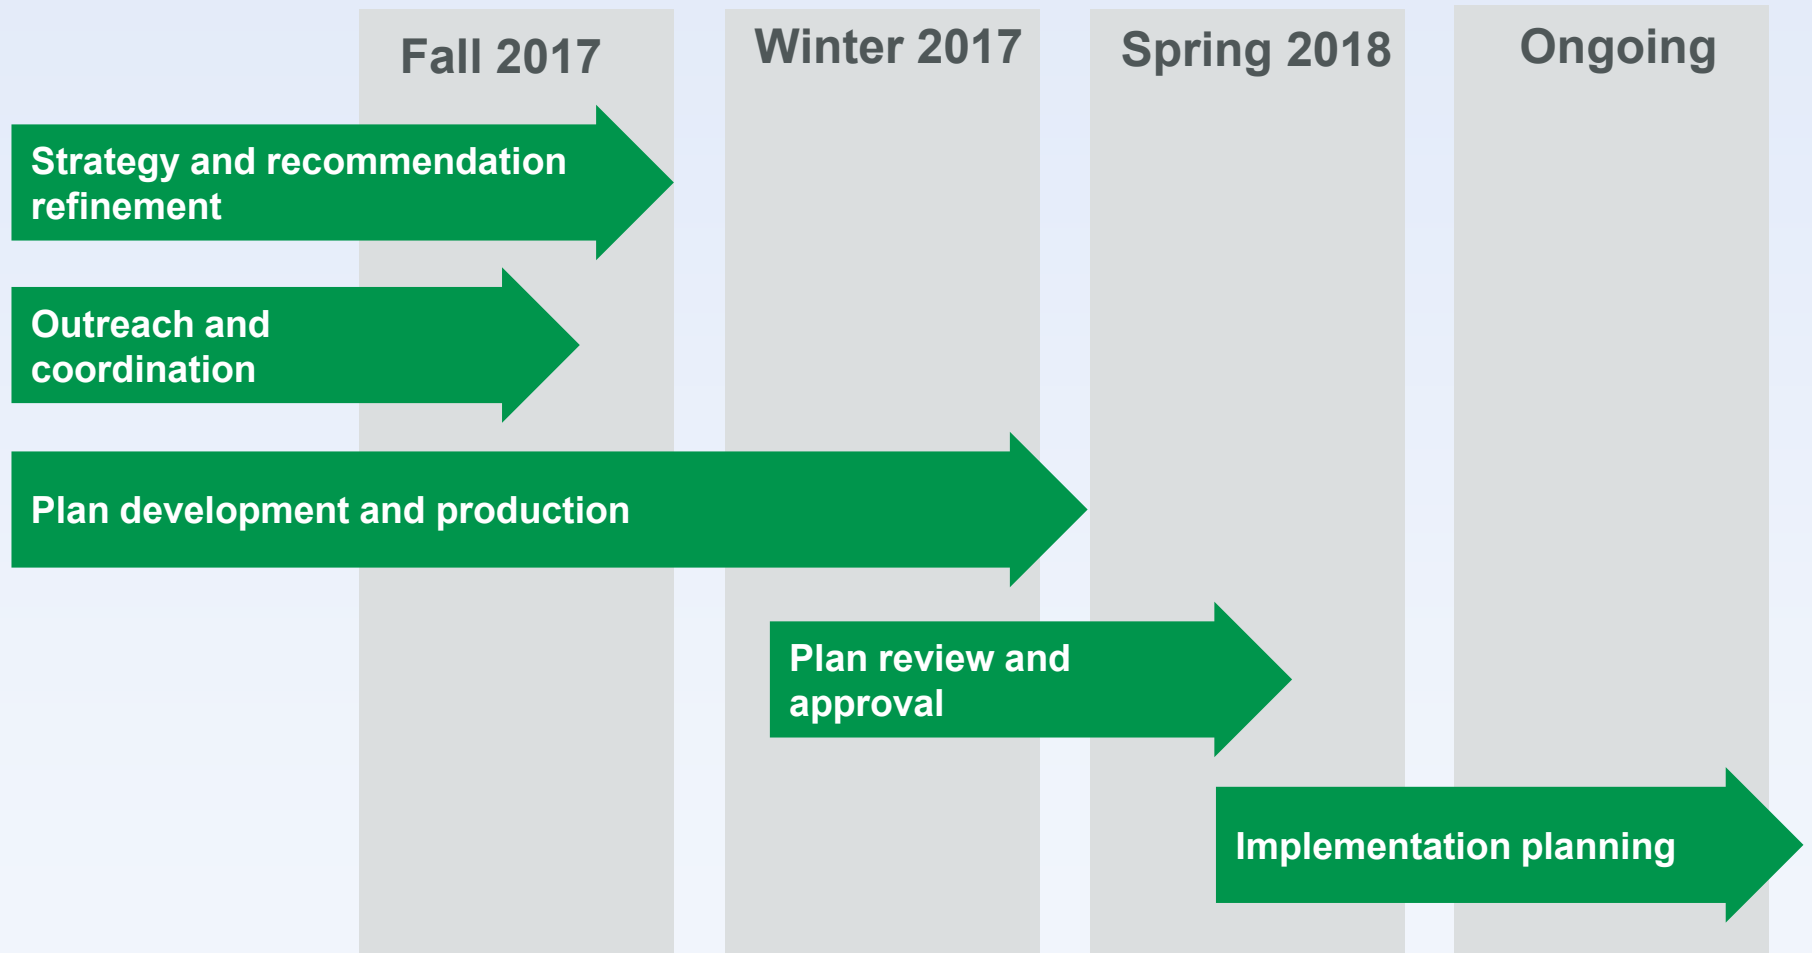 Fall 2017
Winter 2017
Spring 2018
Ongoing
Strategy and recommendation
refinement
Outreach and
coordination
Plan development and production
Plan review and
approval
Implementation planning